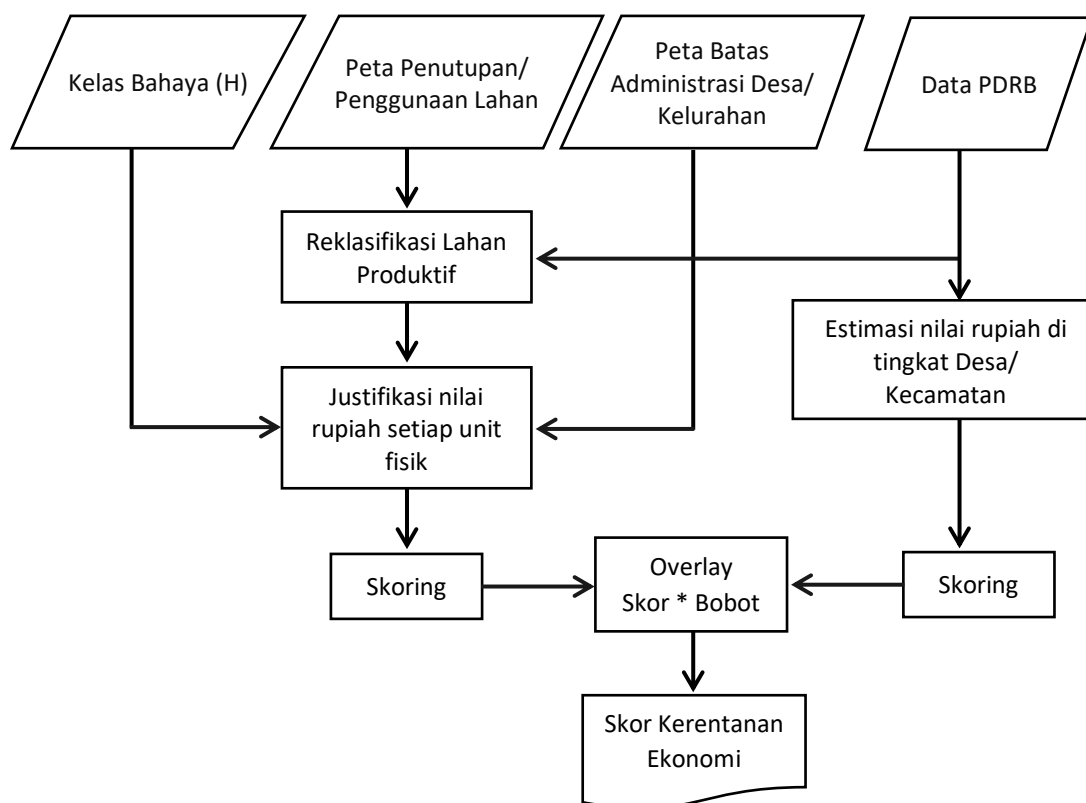 Kelas Bahaya (H)
Peta Penutupan/
Penggunaan Lahan
Peta Batas
Administrasi Desa/
Kelurahan
Data PDRB
Reklasifikasi Lahan
Produktif
Estimasi nilai rupiah di
tingkat Desa/
Kecamatan
Justifikasi nilai
rupiah setiap unit
fisik
Skoring
Overlay
Skor * Bobot
Skoring
Skor Kerentanan
Ekonomi